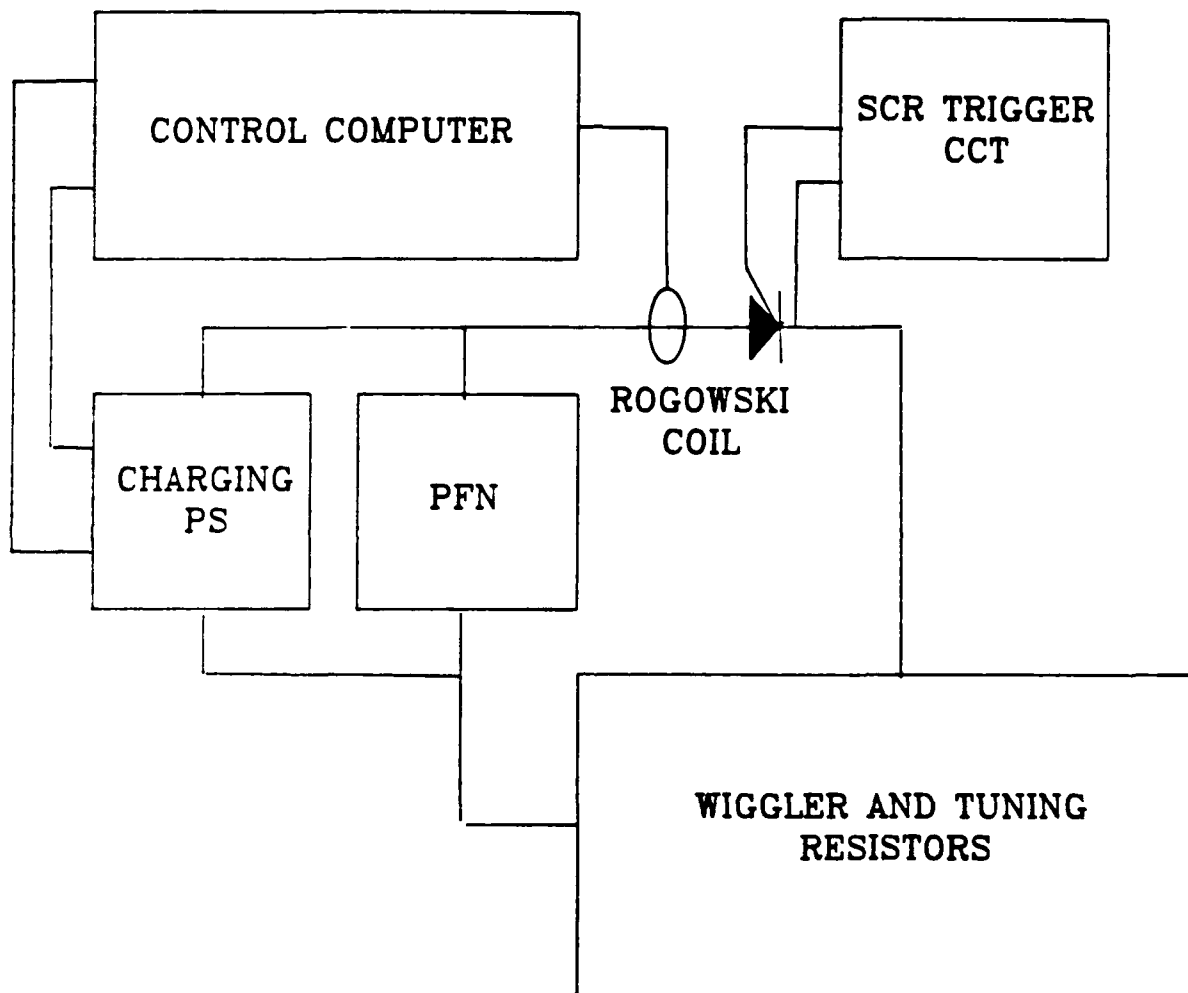 CONTROL COMPUTER
SCR TRIGGER
CCT
ROGOWSKI
COIL
CHARGING
PS
PFN
WIGGLER AND TUNING
RESISTORS